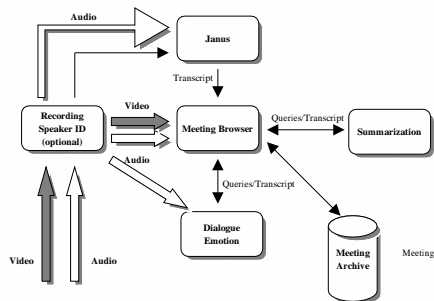 Audio
Janus
Transcript
Recording
Speaker ID
(optional)
Video
Meeting Browser
Queries/Transcript
Summarization
Audio
Queries/Transcript
Dialogue
Emotion
Meeting
Archive
Meeting
Video
Audio